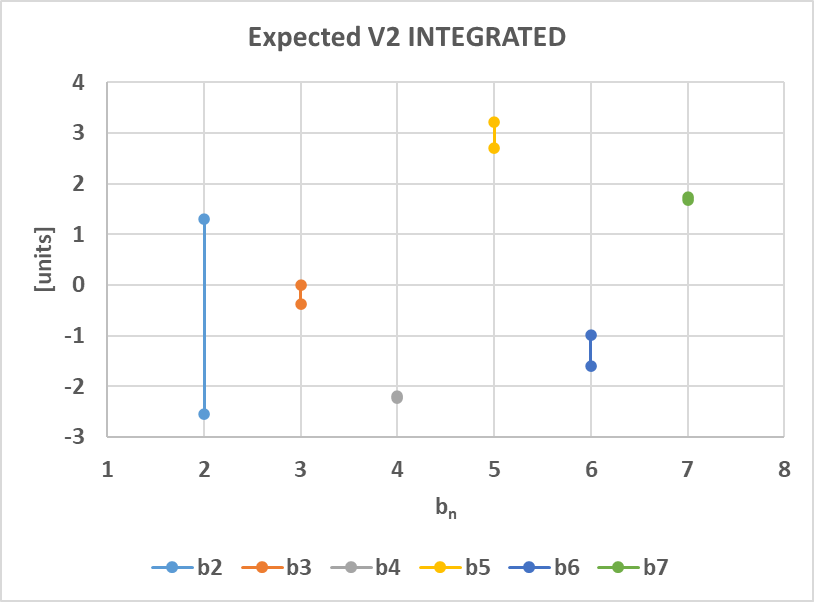 Expected V2 INTEGRATED
4
3
2
1
0
-1
-2
-3
[units]
1 2 3 4 5 6 7 8
bn
b2 b3 b4 b5 b6 b7